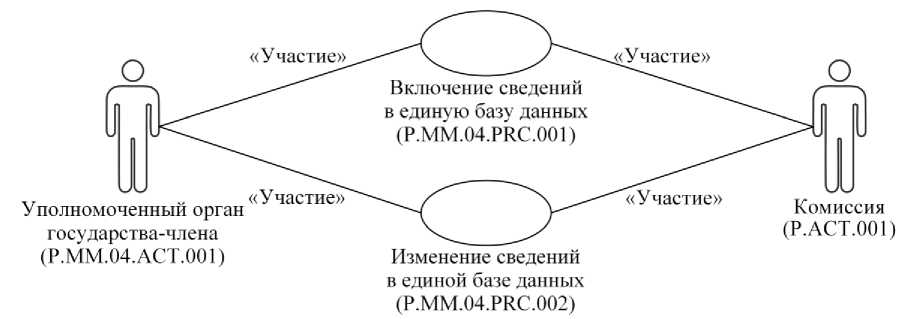 «Участие»
«Участие»
Включение сведений
в единую базу данных
(P.MM.04.PRC.001)
«Участие»
«Участие»
Уполномоченный орган
государства-члена
(P.MM.04.ACT.001)
Комиссия
(P.ACT.001)
Изменение сведений
в единой базе данных
(P.MM.04.PRC.002)